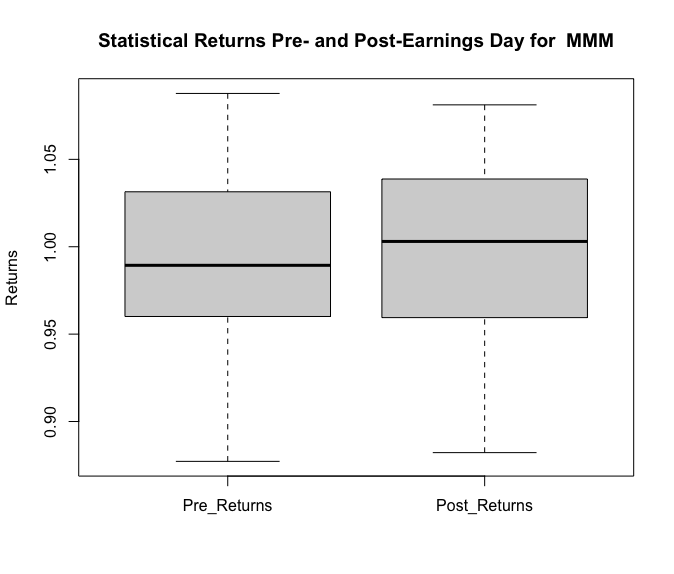 Statistical Returns Pre- and Post-Earnings Day for  MMM
Returns
1.05
1.00
0.95
0.90
Pre_Returns
Post_Returns